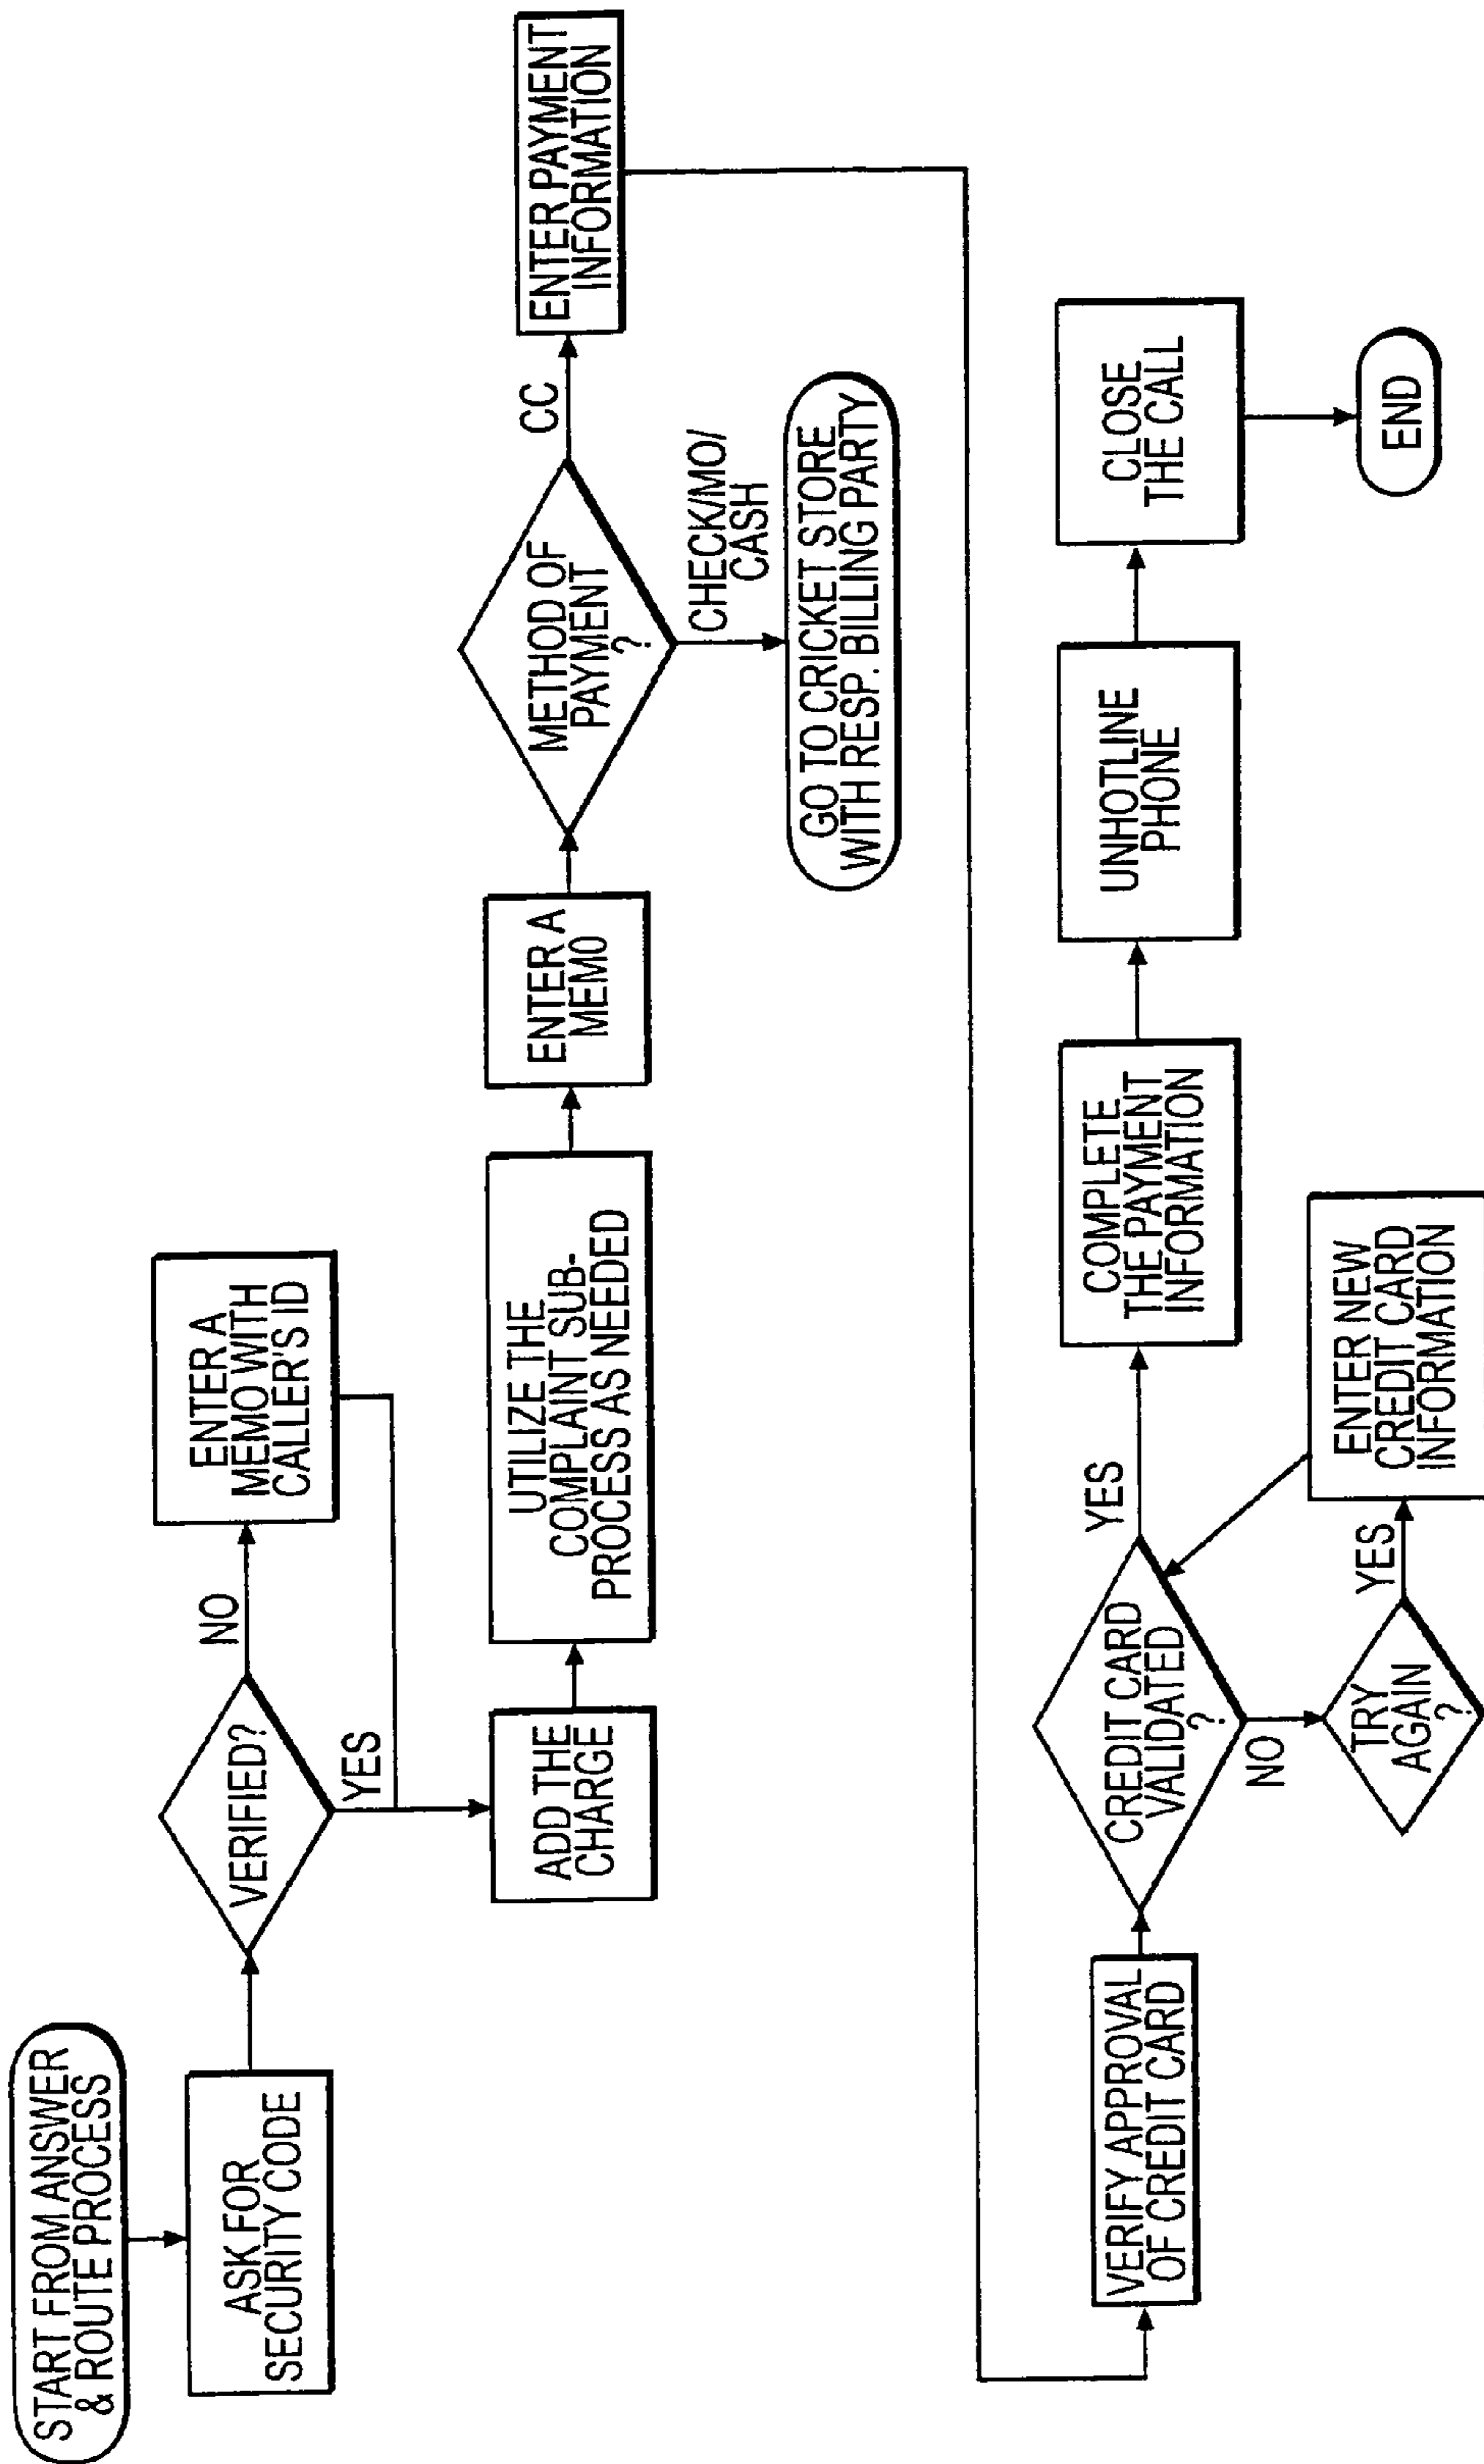 START FROM ANSWER
& ROUTE PROCESS
ASK FOR
SECURITY CODE
VERIFIED?
NO
ENTER A
MEMO WITH
CALLER'S ID
YES
ADD THE
CHARGE
UTILIZE THE
COMPLAINT SUB-
PROCESS AS NEEDED
ENTER A
MEMO
METHOD OF
PAYMENT
?
CC
ENTER PAYMENT
INFORMATION
CHECK/MO/
CASH
GO TO CRICKET STORE
WITH RESP. BILLING PARTY
VERIFY APPROVAL
OF CREDIT CARD
CREDIT CARD
VALIDATED
?
YES
COMPLETE
THE PAYMENT
INFORMATION
UNHOTLINE
PHONE
CLOSE
THE CALL
END
NO
TRY
AGAIN
?
YES
ENTER NEW
CREDIT CARD
INFORMATION